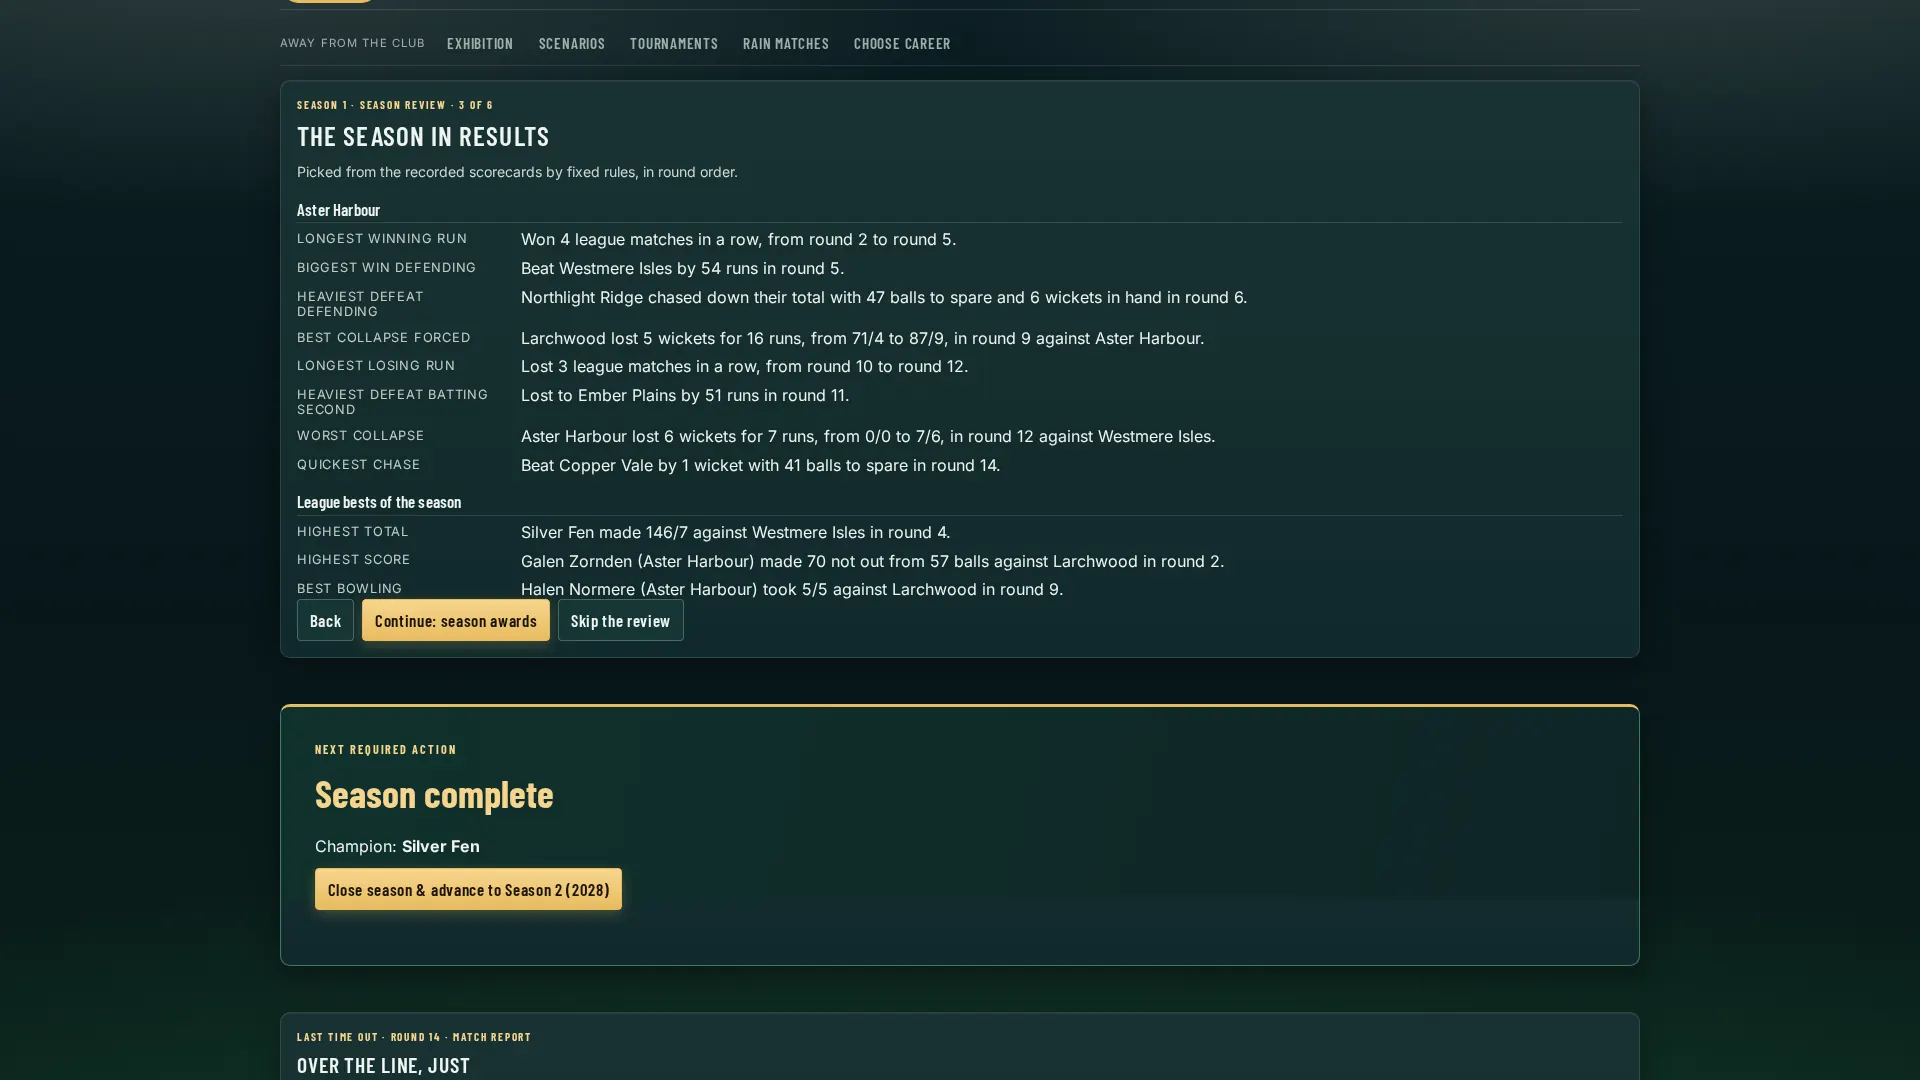 AWAY FROM THE CLUB EXHIBITION SCENARIOS TOURNAMENTS RAIN MATCHES CHOOSE CAREER
SEASON 1 · SEASON REVIEW · 3 OF 6
THE SEASON IN RESULTS
Picked from the recorded scorecards by fixed rules, in round order.
Aster Harbour
LONGEST WINNING RUN Won 4 league matches in a row, from round 2 to round 5.
BIGGEST WIN DEFENDING Beat Westmere Isles by 54 runs in round 5.
HEAVIEST DEFEAT DEFENDING Northlight Ridge chased down their total with 47 balls to spare and 6 wickets in hand in round 6.
BEST COLLAPSE FORCED Larchwood lost 5 wickets for 16 runs, from 71/4 to 87/9, in round 9 against Aster Harbour.
LONGEST LOSING RUN Lost 3 league matches in a row, from round 10 to round 12.
HEAVIEST DEFEAT BATTING SECOND Lost to Ember Plains by 51 runs in round 11.
WORST COLLAPSE Aster Harbour lost 6 wickets for 7 runs, from 0/0 to 7/6, in round 12 against Westmere Isles.
QUICKEST CHASE Beat Copper Vale by 1 wicket with 41 balls to spare in round 14.
League bests of the season
HIGHEST TOTAL Silver Fen made 146/7 against Westmere Isles in round 4.
HIGHEST SCORE Galen Zornden (Aster Harbour) made 70 not out from 57 balls against Larchwood in round 2.
BEST BOWLING Halen Normere (Aster Harbour) took 5/5 against Larchwood in round 9.
Back Continue: season awards Skip the review
NEXT REQUIRED ACTION
Season complete
Champion: Silver Fen
Close season & advance to Season 2 (2028)
LAST TIME OUT · ROUND 14 · MATCH REPORT
OVER THE LINE, JUST